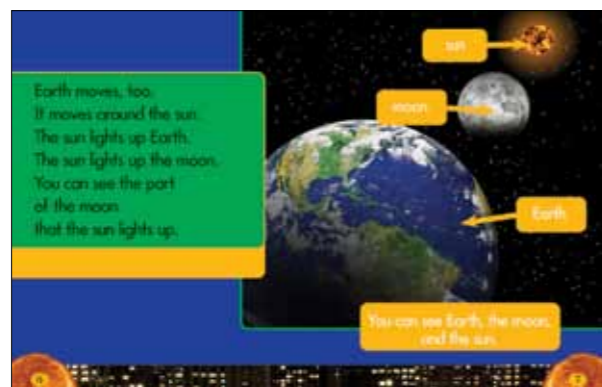 Earth moves, too.
It moves around the sun.
The sun lights up Earth.
The sun lights up the moon.
You can see the part
of the moon
that the sun lights up.
sun
moon
Earth
You can see Earth, the moon,
and the sun.